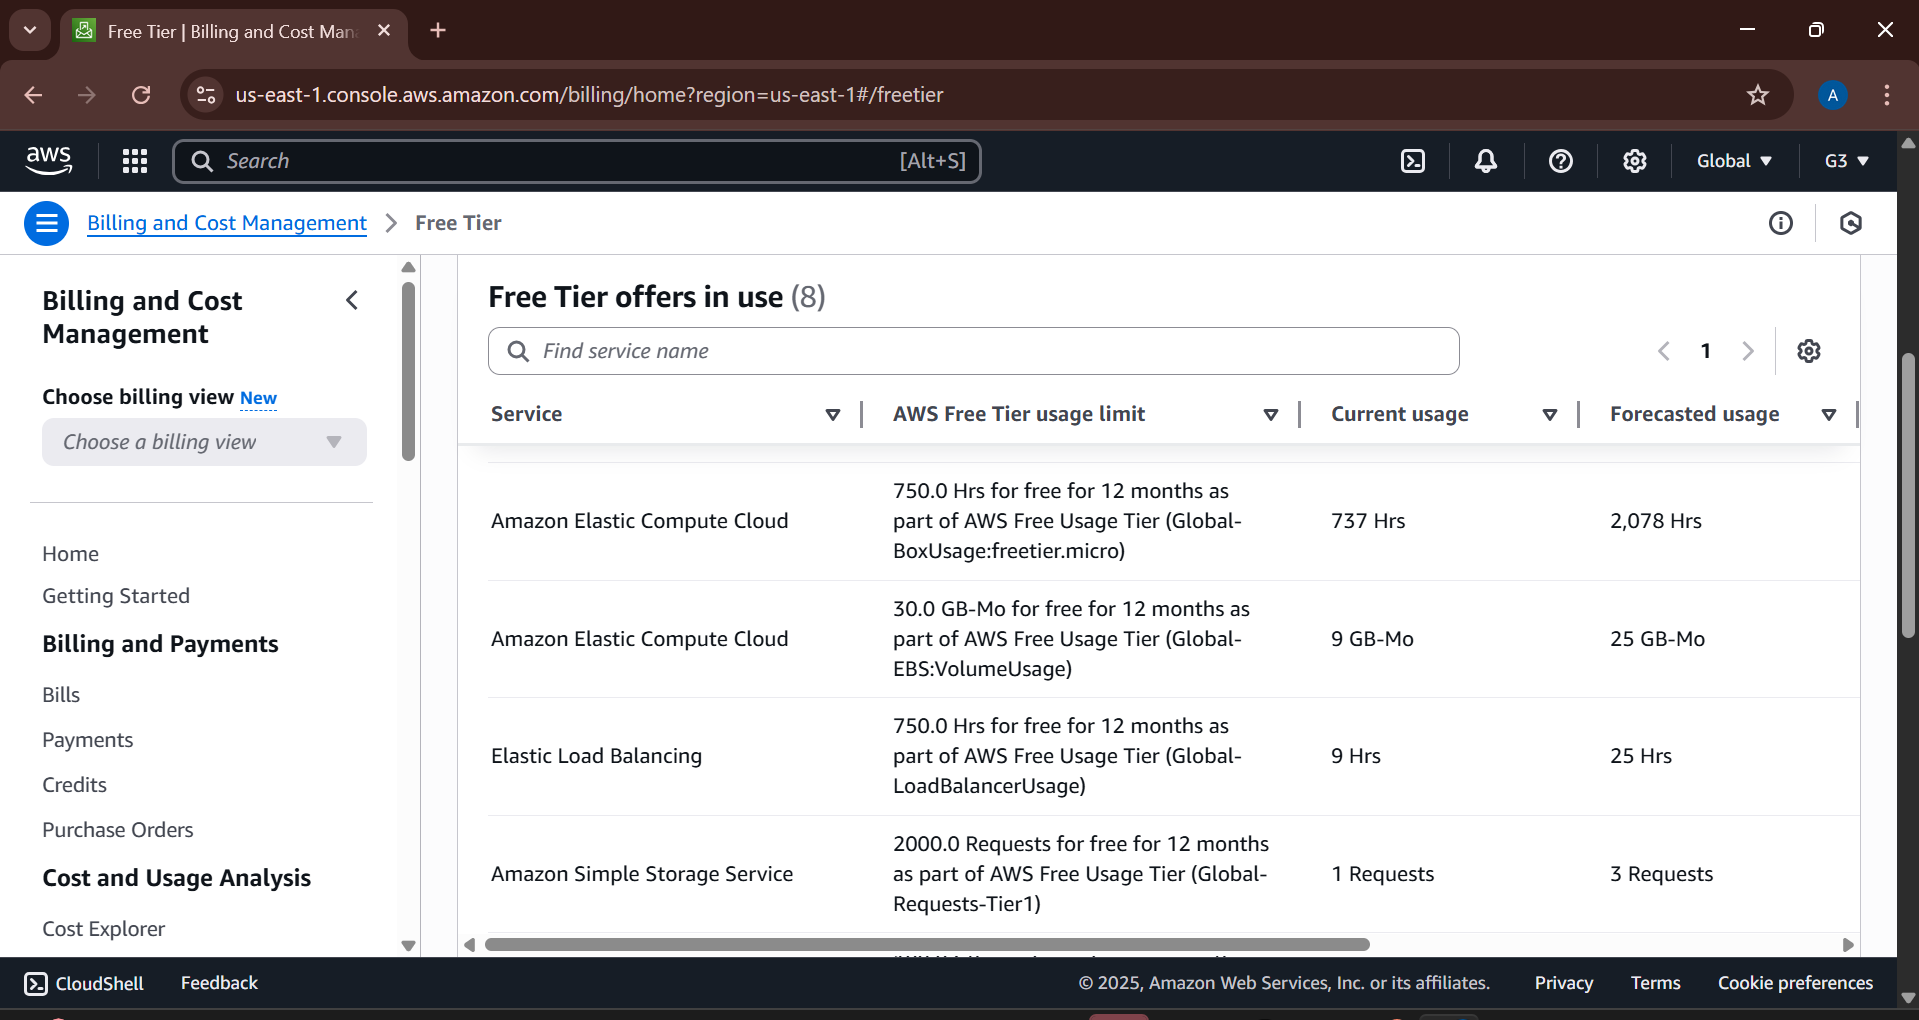 Free Tier | Billing and Cost Man
us-east-1.console.aws.amazon.com/billing/home?region=us-east-1#/freetier
A
aws
Search
[Alt+S]
Global
G3
Billing and Cost Management
Free Tier
Billing and Cost
Management
Choose billing view New
Choose a billing view
Home
Getting Started
Billing and Payments
Bills
Payments
Credits
Purchase Orders
Cost and Usage Analysis
Cost Explorer
Free Tier offers in use (8)
Find service name
1
Service
AWS Free Tier usage limit
Current usage
Forecasted usage
Amazon Elastic Compute Cloud
750.0 Hrs for free for 12 months as
part of AWS Free Usage Tier (Global-
BoxUsage:freetier.micro)
737 Hrs
2,078 Hrs
Amazon Elastic Compute Cloud
30.0 GB-Mo for free for 12 months as
part of AWS Free Usage Tier (Global-
EBS:VolumeUsage)
9 GB-Mo
25 GB-Mo
Elastic Load Balancing
750.0 Hrs for free for 12 months as
part of AWS Free Usage Tier (Global-
LoadBalancerUsage)
9 Hrs
25 Hrs
Amazon Simple Storage Service
2000.0 Requests for free for 12 months
as part of AWS Free Usage Tier (Global-
Requests-Tier1)
1 Requests
3 Requests
CloudShell
Feedback
© 2025, Amazon Web Services, Inc. or its affiliates.
Privacy
Terms
Cookie preferences